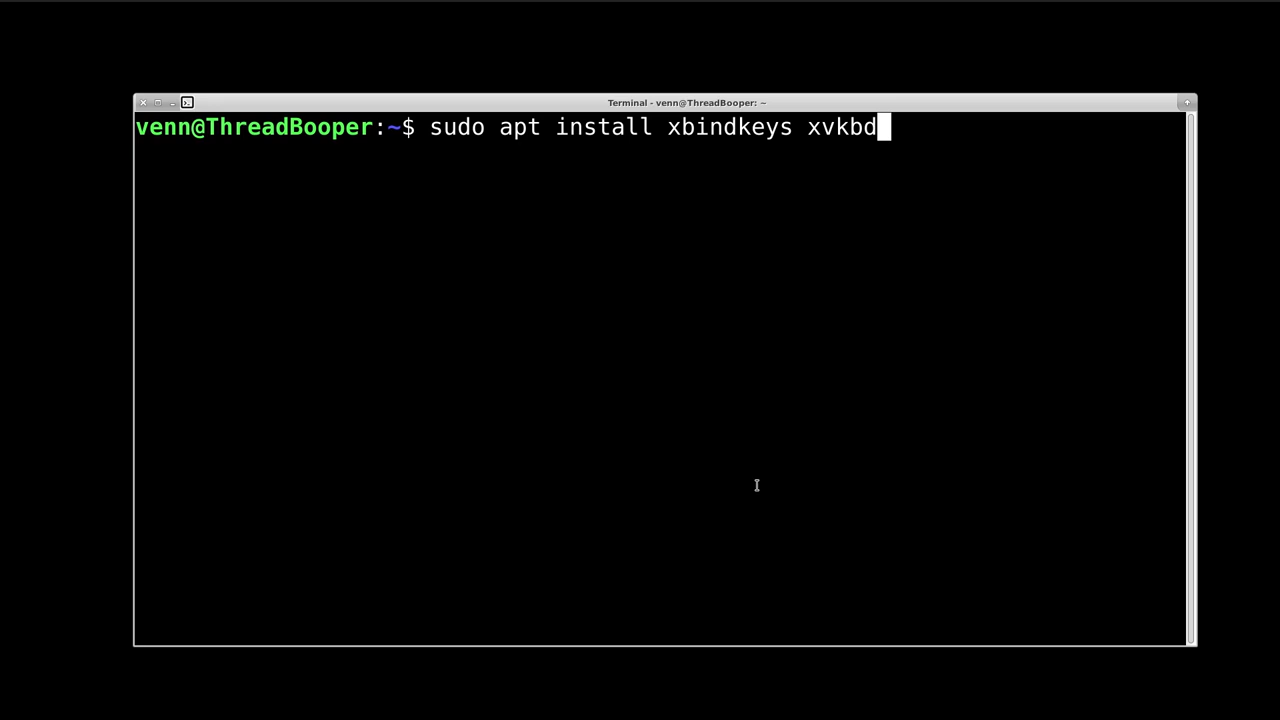 Terminal - venn@ThreadBooper: ~
venn@ThreadBooper:~$ sudo apt install xbindkeys xvkbd